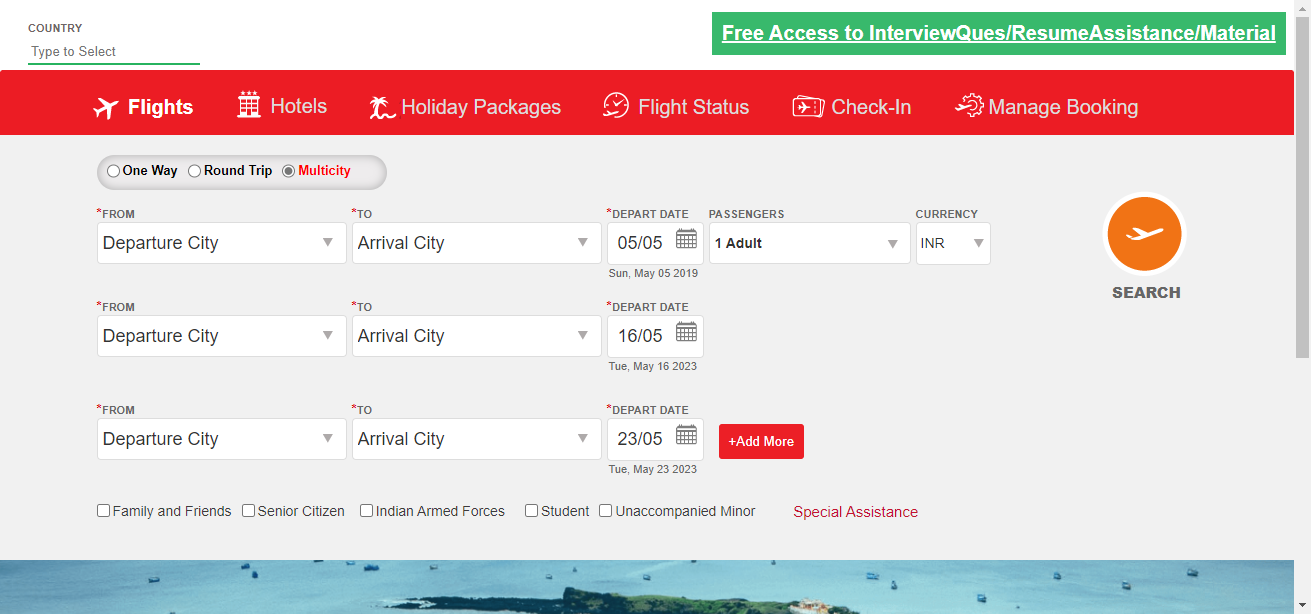 COUNTRY
Type to Select
Free Access to InterviewQues/ResumeAssistance/Material
Flights Hotels Holiday Packages Flight Status Check-In Manage Booking
One Way Round Trip Multicity
*FROM *TO *DEPART DATE PASSENGERS CURRENCY
Departure City Arrival City 05/05 1 Adult INR
Sun, May 05 2019
SEARCH
*FROM *TO *DEPART DATE
Departure City Arrival City 16/05
Tue, May 16 2023
*FROM *TO *DEPART DATE
Departure City Arrival City 23/05 +Add More
Tue, May 23 2023
Family and Friends Senior Citizen Indian Armed Forces Student Unaccompanied Minor Special Assistance